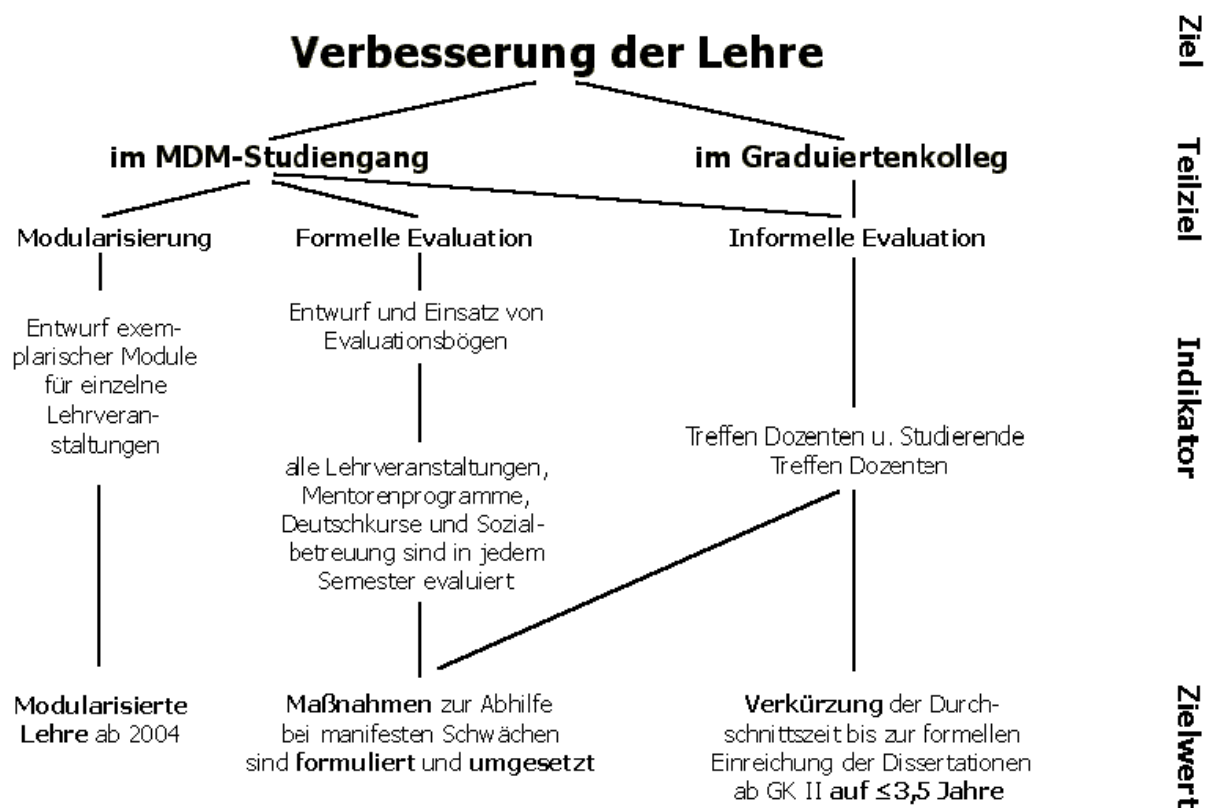 Verbesserung der Lehre
im MDM-Studiengang
im Graduiertenkolleg
Modularisierung
Formelle Evaluation
Informelle Evaluation
Entwurf exem-
plarischer Module
für einzelne
Lehrveran-
staltungen
Entwurf und Einsatz von
Evaluationsbögen
alle Lehrveranstaltungen,
Mentorenprogramme,
Deutschkurse und Sozial-
betreuung sind in jedem
Semester evaluiert
Treffen Dozenten u. Studierende
Treffen Dozenten
Modularisierte
Lehre ab 2004
Maßnahmen zur Abhilfe
bei manifesten Schwächen
sind formuliert und umgesetzt
Verkürzung der Durch-
schnittszeit bis zur formellen
Einreichung der Dissertationen
ab GK II auf ≤3,5 Jahre
Ziel
Teilziel
Indikator
Zielwert